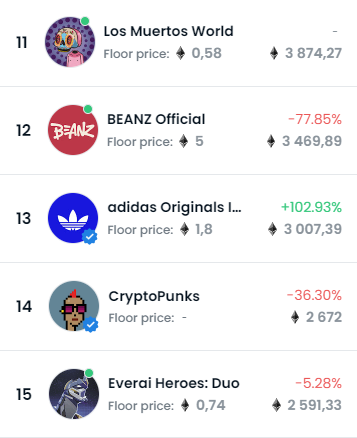 11 Los Muertos World -
Floor price: 0,58 3 874,27
12 BEANZ Official -77.85%
BEANZ
Floor price: 5 3 469,89
13 adidas Originals I... +102.93%
Floor price: 1,8 3 007,39
14 CryptoPunks -36.30%
Floor price: - 2 672
15 Everai Heroes: Duo -5.28%
Floor price: 0,74 2 591,33